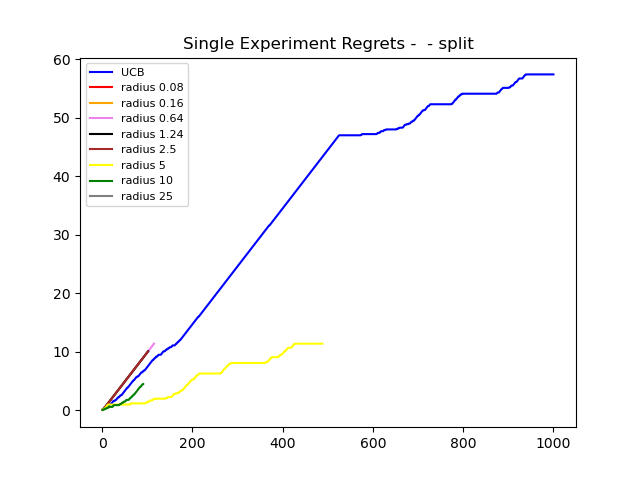 Single Experiment Regrets -  - split
60
50
40
30
20
10
0
UCB
radius 0.08
radius 0.16
radius 0.64
radius 1.24
radius 2.5
radius 5
radius 10
radius 25
0 200 400 600 800 1000